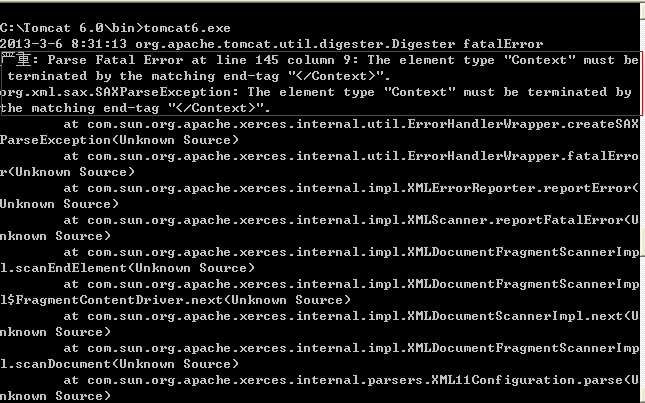 C:\Tomcat 6.0\bin>tomcat6.exe
2013-3-6 8:31:13 org.apache.tomcat.util.digester.Digester fatalError
严重: Parse Fatal Error at line 145 column 9: The element type "Context" must be
 terminated by the matching end-tag "</Context>".
org.xml.sax.SAXParseException: The element type "Context" must be terminated by
the matching end-tag "</Context>".
        at com.sun.org.apache.xerces.internal.util.ErrorHandlerWrapper.createSAX
ParseException(Unknown Source)
        at com.sun.org.apache.xerces.internal.util.ErrorHandlerWrapper.fatalErro
r(Unknown Source)
        at com.sun.org.apache.xerces.internal.impl.XMLErrorReporter.reportError(
Unknown Source)
        at com.sun.org.apache.xerces.internal.impl.XMLScanner.reportFatalError(U
nknown Source)
        at com.sun.org.apache.xerces.internal.impl.XMLDocumentFragmentScannerImp
l.scanEndElement(Unknown Source)
        at com.sun.org.apache.xerces.internal.impl.XMLDocumentFragmentScannerImp
l$FragmentContentDriver.next(Unknown Source)
        at com.sun.org.apache.xerces.internal.impl.XMLDocumentScannerImpl.next(U
nknown Source)
        at com.sun.org.apache.xerces.internal.impl.XMLDocumentFragmentScannerImp
l.scanDocument(Unknown Source)
        at com.sun.org.apache.xerces.internal.parsers.XML11Configuration.parse(U
nknown Source)